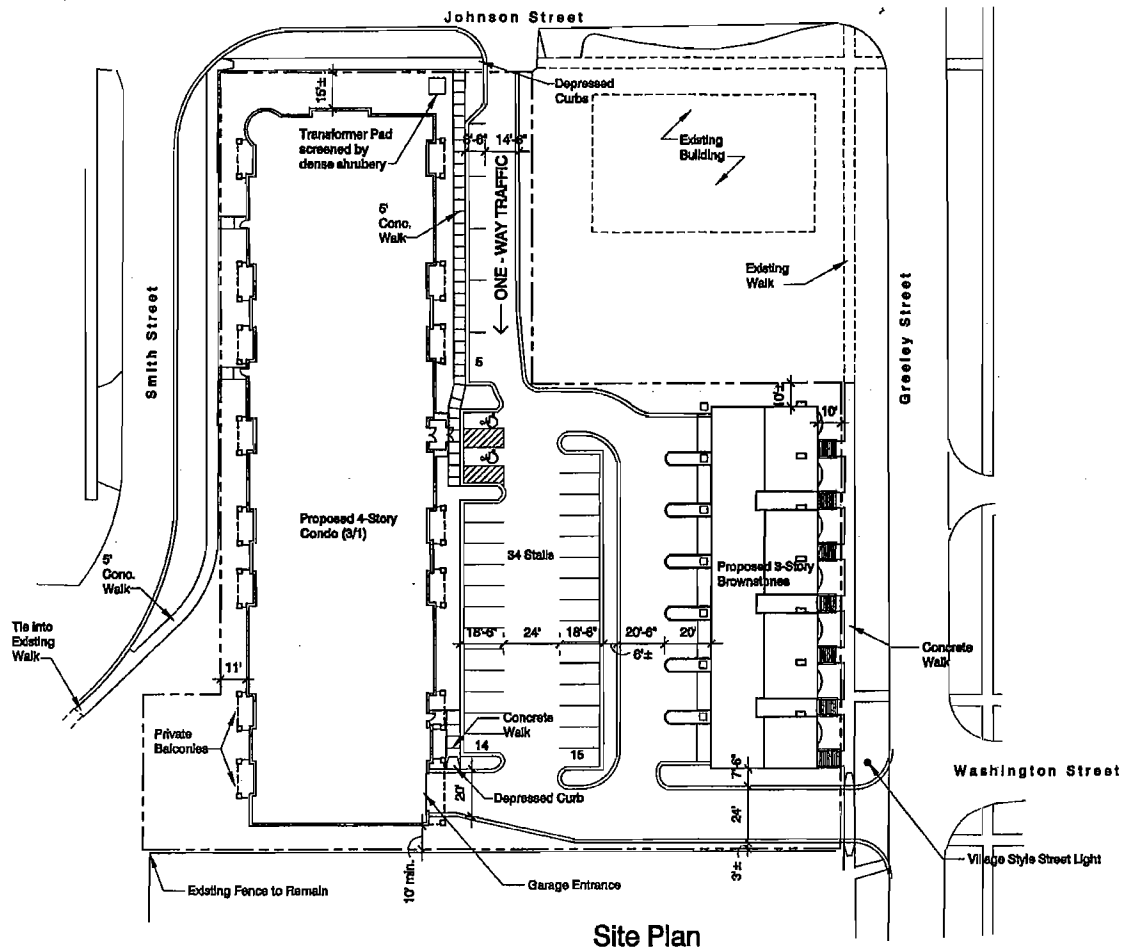 Johnson Street
Depressed
Curbs
15'±
Transformer Pad
screened by
dense shrubery
Existing
Building
14'-6"
ONE - WAY TRAFFIC
5'
Conc.
Walk
Existing
Walk
Smith Street
Greeley Street
5
10'±
10'
Proposed 4-Story
Condo (3/1)
34 Stalls
Proposed 3-Story
Brownstones
5'
Conc.
Walk
Tie into
Existing
Walk
18'-6"
24'
18'-6"
20'-6"
20'
6'±
Concrete
Walk
11'
Private
Balconies
14
Concrete
Walk
15
7'-6"
Washington Street
20'
Depressed Curb
24'
Village Style Street Light
3'±
Existing Fence to Remain
10' min.
Garage Entrance
Site Plan